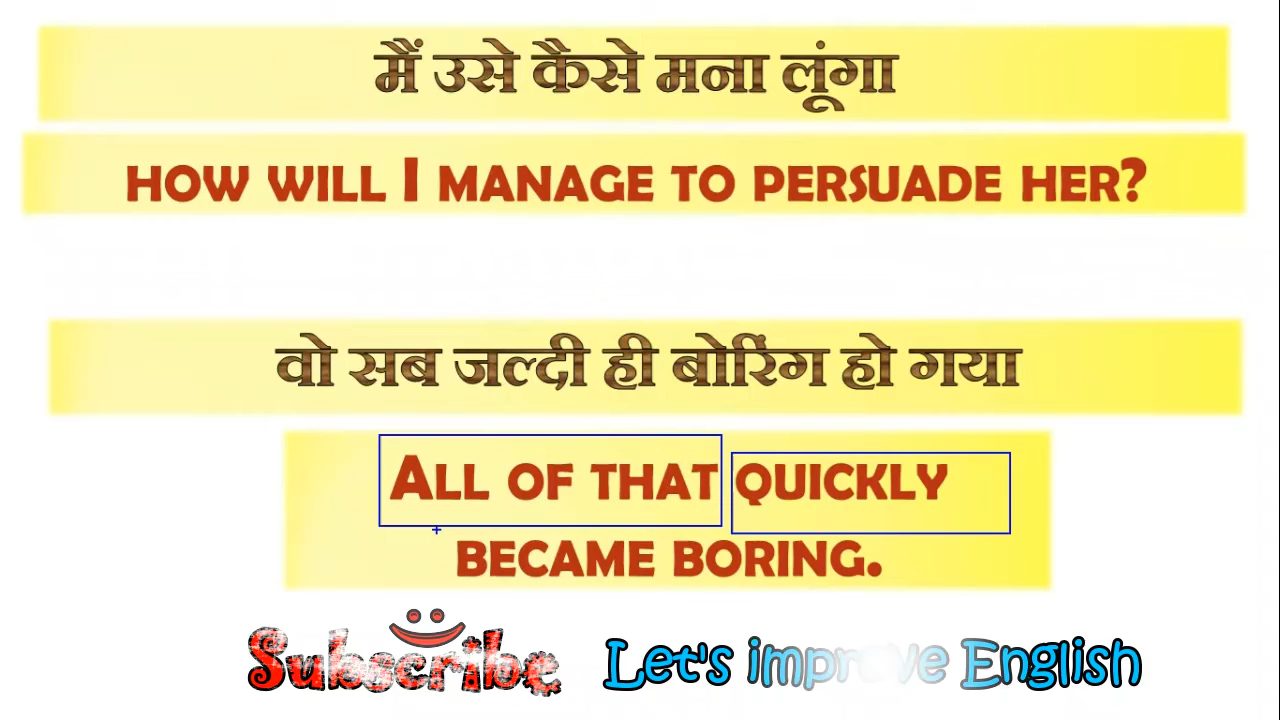 मैं उसे कैसे मना लूंगा
HOW WILL I MANAGE TO PERSUADE HER?
वो सब जल्दी ही बोरिंग हो गया
ALL OF THAT QUICKLY
BECAME BORING.
Subscribe Let's improve English